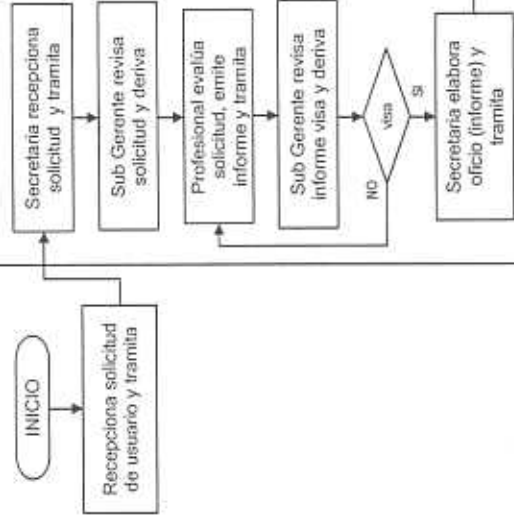 INICIO
Recepciona solicitud
de usuario y tramita
Secretaria recepciona
solicitud y tramita
Sub Gerente revisa
solicitud y deriva
Profesional evalúa
solicitud, emite
informe y tramita
Sub Gerente revisa
informe visa y deriva
visa
NO
SI
Secretaria elabora
oficio (informe) y
tramita